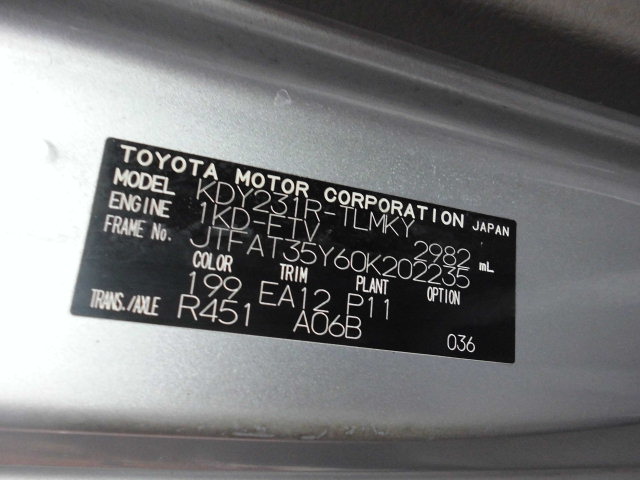 TOYOTA MOTOR CORPORATION JAPAN
MODEL KDY231R-TLMKY
ENGINE 1KD-FTV 2982 mL
FRAME No. JTFAT35Y60K202235
COLOR TRIM PLANT OPTION
199 EA12 P11
TRANS./AXLE R451 A06B
036